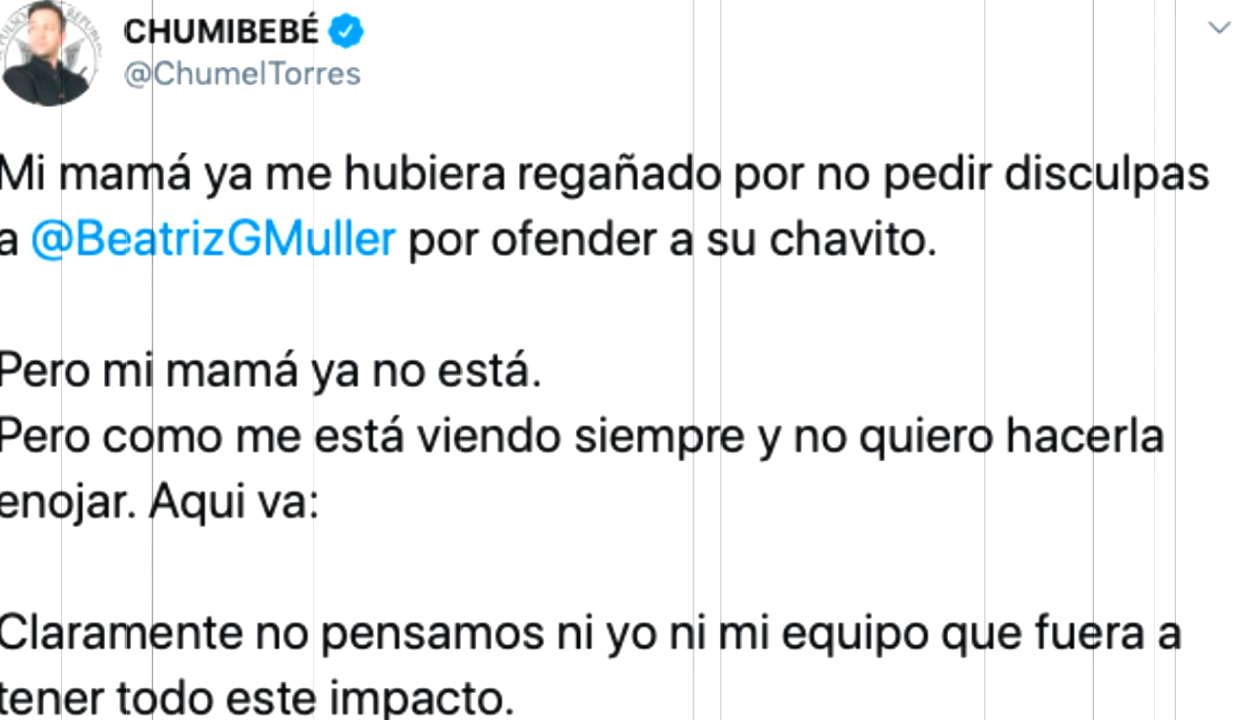 CHUMIBEBÉ
@ChumelTorres
Mi mamá ya me hubiera regañado por no pedir disculpas
a @BeatrizGMuller por ofender a su chavito.
Pero mi mamá ya no está.
Pero como me está viendo siempre y no quiero hacerla
enojar. Aqui va:
Claramente no pensamos ni yo ni mi equipo que fuera a
tener todo este impacto.